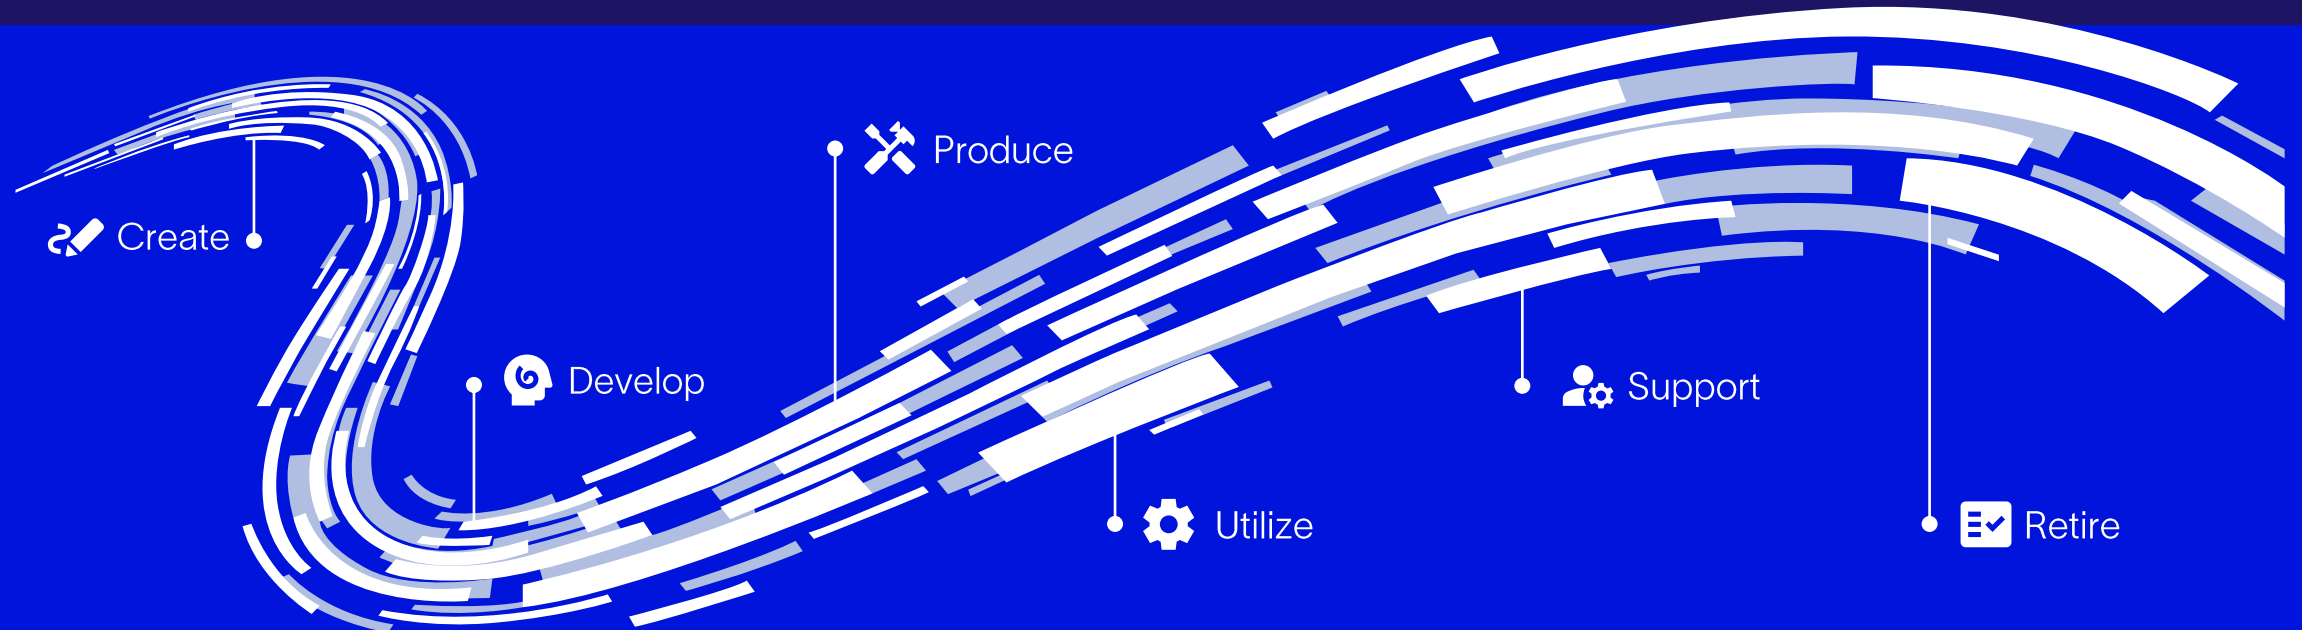 Create
Develop
Produce
Utilize
Support
Retire